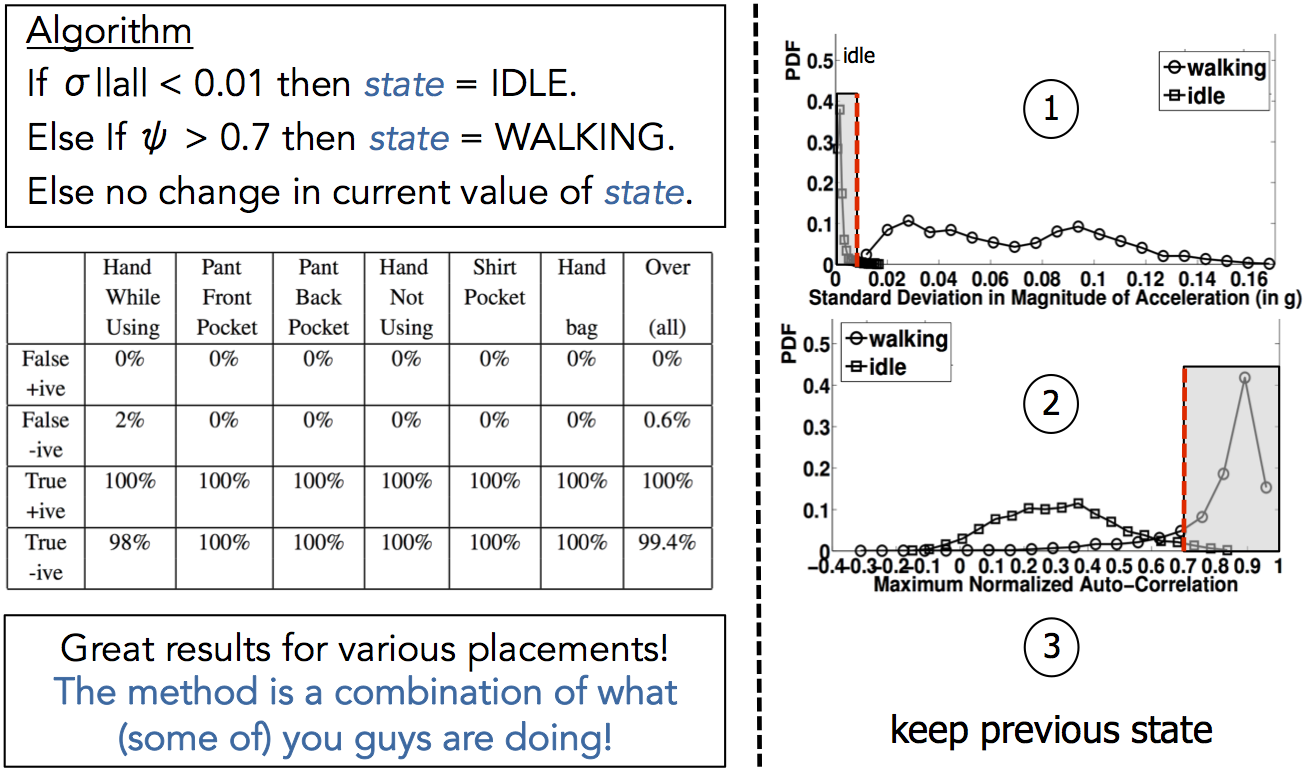 Algorithm
If σ||all < 0.01 then state = IDLE.
Else If ψ > 0.7 then state = WALKING.
Else no change in current value of state.
Hand While Using Pant Front Pocket Pant Back Pocket Hand Not Using Shirt Pocket Hand bag Over (all)
False +ive 0% 0% 0% 0% 0% 0% 0%
False -ive 2% 0% 0% 0% 0% 0% 0.6%
True +ive 100% 100% 100% 100% 100% 100% 100%
True -ive 98% 100% 100% 100% 100% 100% 99.4%
Great results for various placements!
The method is a combination of what
(some of) you guys are doing!
PDF
idle
1
walking
idle
0.5
0.4
0.3
0.2
0.1
0
0 0.02 0.04 0.06 0.08 0.1 0.12 0.14 0.16
Standard Deviation in Magnitude of Acceleration (in g)
PDF
walking
idle
2
0.5
0.4
0.3
0.2
0.1
0
-0.4 -0.3 -0.2 -0.1 0 0.1 0.2 0.3 0.4 0.5 0.6 0.7 0.8 0.9 1
Maximum Normalized Auto-Correlation
3
keep previous state